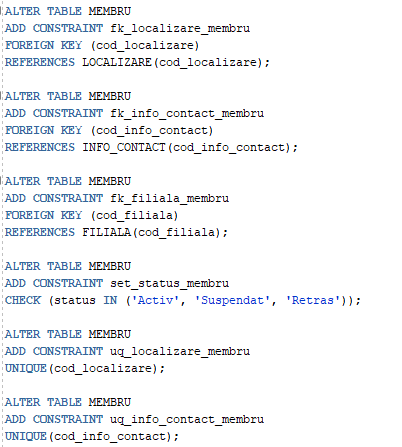 ALTER TABLE MEMBRU
ADD CONSTRAINT fk_localizare_membru
FOREIGN KEY (cod_localizare)
REFERENCES LOCALIZARE(cod_localizare);
ALTER TABLE MEMBRU
ADD CONSTRAINT fk_info_contact_membru
FOREIGN KEY (cod_info_contact)
REFERENCES INFO_CONTACT(cod_info_contact);
ALTER TABLE MEMBRU
ADD CONSTRAINT fk_filiala_membru
FOREIGN KEY (cod_filiala)
REFERENCES FILIALA(cod_filiala);
ALTER TABLE MEMBRU
ADD CONSTRAINT set_status_membru
CHECK (status IN ('Activ', 'Suspendat', 'Retras'));
ALTER TABLE MEMBRU
ADD CONSTRAINT uq_localizare_membru
UNIQUE(cod_localizare);
ALTER TABLE MEMBRU
ADD CONSTRAINT uq_info_contact_membru
UNIQUE(cod_info_contact);